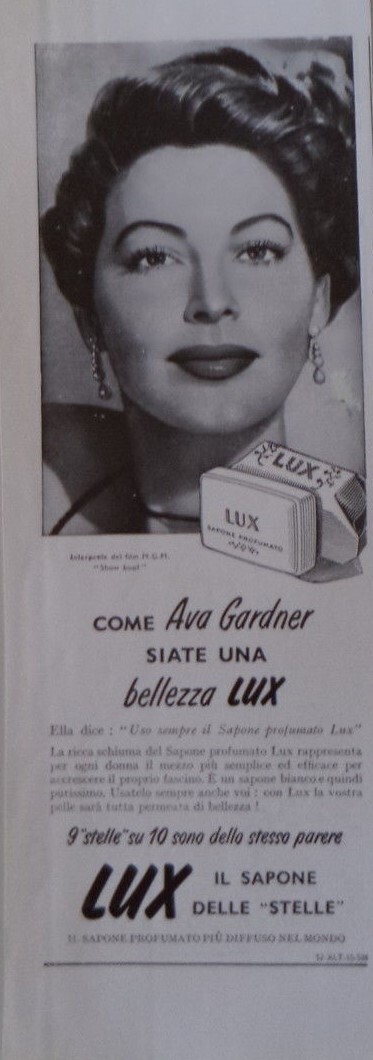 LUX
LUX
SAPONE PROFUMATO
Interprete del film M.G.M.
"Show boat"
COME Ava Gardner
SIATE UNA
bellezza LUX
Ella dice : "Uso sempre il Sapone profumato Lux"
La ricca schiuma del Sapone profumato Lux rappresenta
per ogni donna il mezzo più semplice ed efficace per
accrescere il proprio fascino. È un sapone bianco e quindi
purissimo. Usatelo sempre anche voi : con Lux la vostra
pelle sarà tutta permeata di bellezza !
9 "stelle" su 10 sono dello stesso parere
LUX IL SAPONE
DELLE "STELLE"
IL SAPONE PROFUMATO PIÙ DIFFUSO NEL MONDO